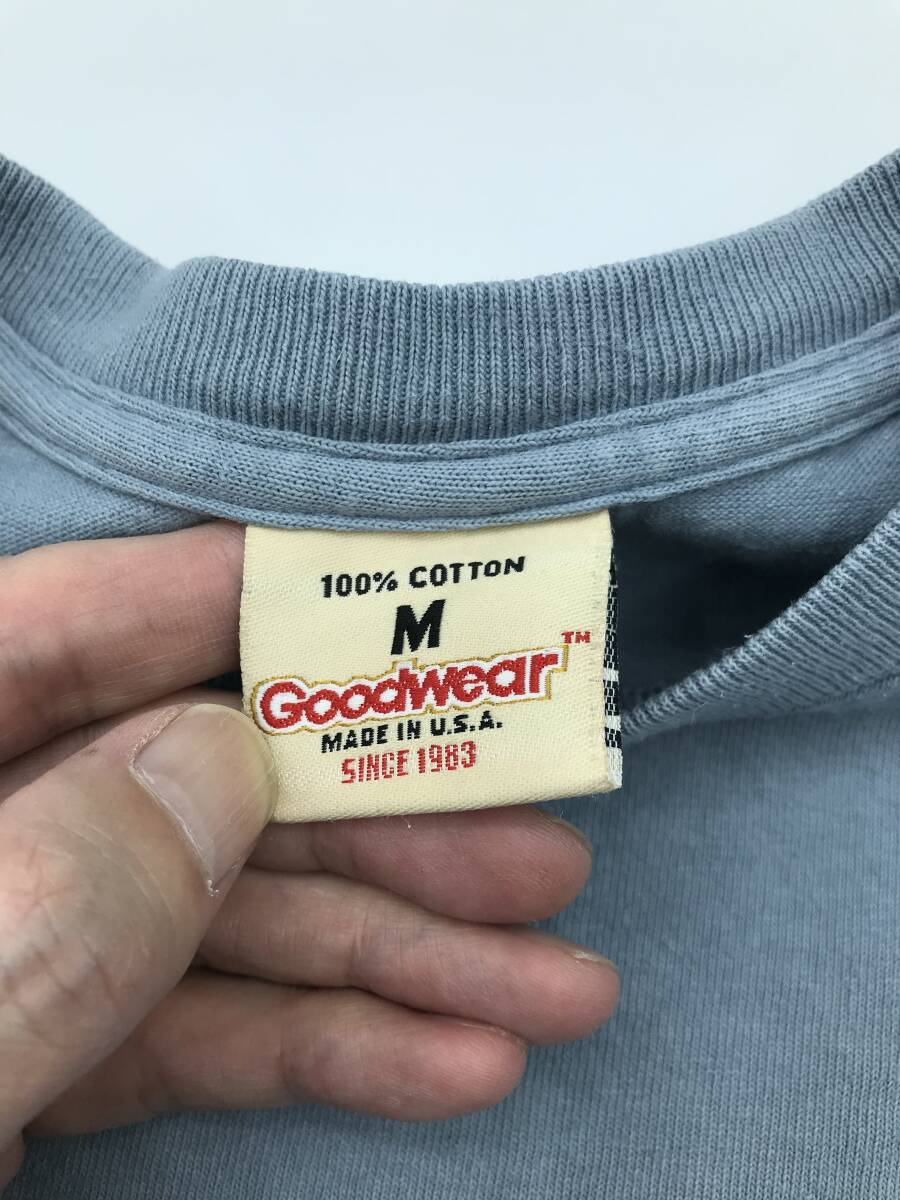 100% COTTON
M
Goodwear™
MADE IN U.S.A.
SINCE 1983